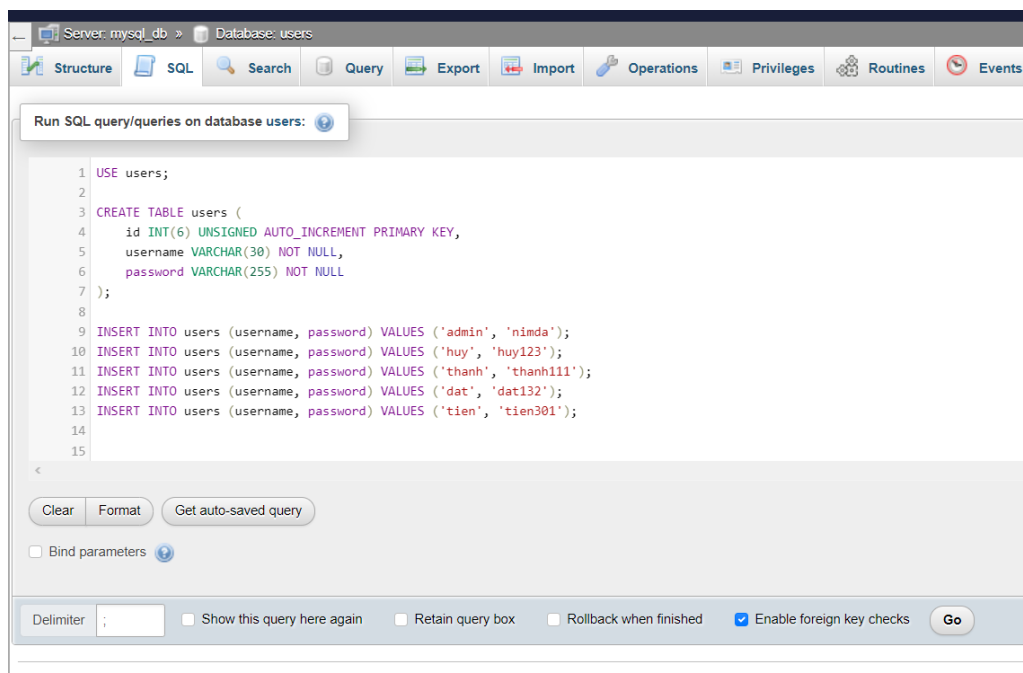 ← Server: mysql_db » Database: users
Structure SQL Search Query Export Import Operations Privileges Routines Events
Run SQL query/queries on database users:
1 USE users;
2
3 CREATE TABLE users (
4 id INT(6) UNSIGNED AUTO_INCREMENT PRIMARY KEY,
5 username VARCHAR(30) NOT NULL,
6 password VARCHAR(255) NOT NULL
7 );
8
9 INSERT INTO users (username, password) VALUES ('admin', 'nimda');
10 INSERT INTO users (username, password) VALUES ('huy', 'huy123');
11 INSERT INTO users (username, password) VALUES ('thanh', 'thanh111');
12 INSERT INTO users (username, password) VALUES ('dat', 'dat132');
13 INSERT INTO users (username, password) VALUES ('tien', 'tien301');
14
15
Clear Format Get auto-saved query
Bind parameters
Delimiter ; Show this query here again Retain query box Rollback when finished Enable foreign key checks Go